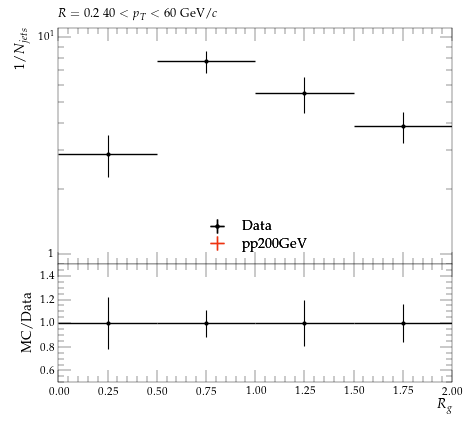 R = 0.2 40 < p_T < 60 GeV/c
1/N_jets
10^1
1
Data
pp200GeV
MC/Data
1.4
1.2
1.0
0.8
0.6
0.00 0.25 0.50 0.75 1.00 1.25 1.50 1.75 2.00
R_g